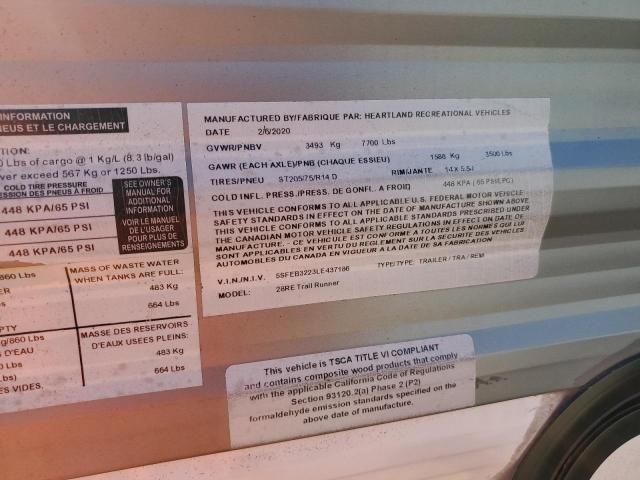 INFORMATION
NEUS ET LE CHARGEMENT
0 Lbs of cargo @ 1 Kg/L (8.3 lb/gal)
ver exceed 567 Kg or 1250 Lbs.
COLD TIRE PRESSURE
ESSION DES PNEUS À FROID
448 KPA/65 PSI
448 KPA/65 PSI
448 KPA/65 PSI
SEE OWNER'S
MANUAL FOR
ADDITIONAL
INFORMATION
VOIR LE MANUEL
DE L'USAGER
POUR PLUS DE
RENSEIGNEMENTS
860 Lbs
MASS OF WASTE WATER
WHEN TANKS ARE FULL:
483 Kg
664 Lbs
PTY
g/860 Lbs
S D'EAU
MASSE DES RESERVOIRS
D'EAUX USEES PLEINS:
483 Kg
664 Lbs
S VIDES.
MANUFACTURED BY/FABRIQUE PAR: HEARTLAND RECREATIONAL VEHICLES
DATE 2/6/2020
GVWR/PNBV 3493 Kg 7700 Lbs
GAWR (EACH AXLE)/PNB (CHAQUE ESSIEU) 1588 Kg 3500 Lbs
TIRES/PNEU ST205/75/R14 D RIM/JANTE 14 X 5.5J
COLD INFL. PRESS./PRESS. DE GONFL. A FROID 448 KPA ( 65 PSI/LPC)
THIS VEHICLE CONFORMS TO ALL APPLICABLE U.S. FEDERAL MOTOR VEHICLE
SAFETY STANDARDS IN EFFECT ON THE DATE OF MANUFACTURE SHOWN ABOVE.
THIS VEHICLE CONFORMS TO ALL APPLICABLE STANDARDS PRESCRIBED UNDER
THE CANADIAN MOTOR VEHICLE SAFETY REGULATIONS IN EFFECT ON DATE OF
MANUFACTURE. - CE VEHICULE EST CONFORME A TOUTES LES NORMES QUI
SONT APPLICABLES EN VERTU DU REGLEMENT SUR LA SECURITE DES VEHICULES
AUTOMOBILES DU CANADA EN VIGUEUR A LA DATE DE SA FABRICATION
V.I.N./N.I.V. 5SFEB3223LE437186 TYPE/TYPE: TRAILER / TRA / REM
MODEL: 28RE Trail Runner
This vehicle is TSCA TITLE VI COMPLIANT
and contains composite wood products that comply
with the applicable California Code of Regulations
Section 93120.2(a) Phase 2 (P2)
formaldehyde emission standards specified on the
above date of manufacture.